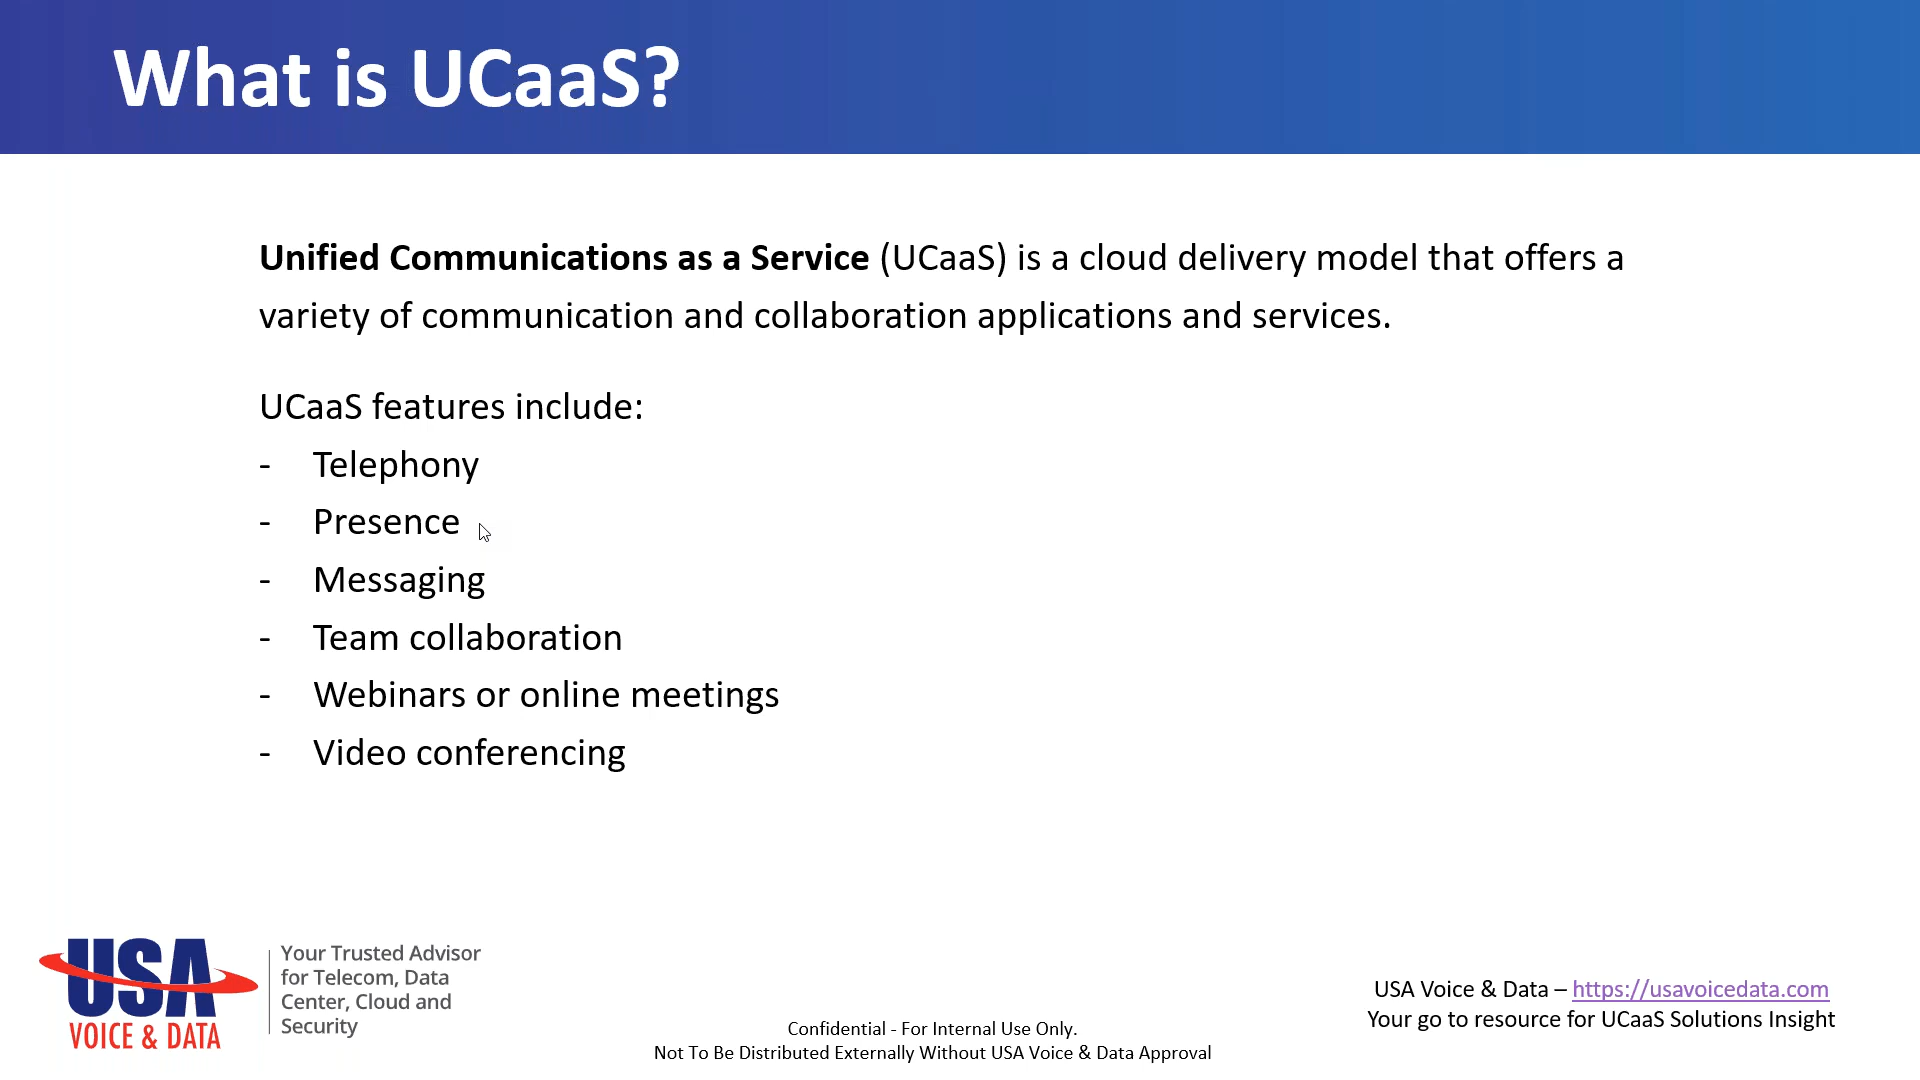 What is UCaaS?
Unified Communications as a Service (UCaaS) is a cloud delivery model that offers a
variety of communication and collaboration applications and services.
UCaaS features include:
- Telephony
- Presence
- Messaging
- Team collaboration
- Webinars or online meetings
- Video conferencing
USA
VOICE & DATA
Your Trusted Advisor
for Telecom, Data
Center, Cloud and
Security
Confidential - For Internal Use Only.
Not To Be Distributed Externally Without USA Voice & Data Approval
USA Voice & Data – https://usavoicedata.com
Your go to resource for UCaaS Solutions Insight